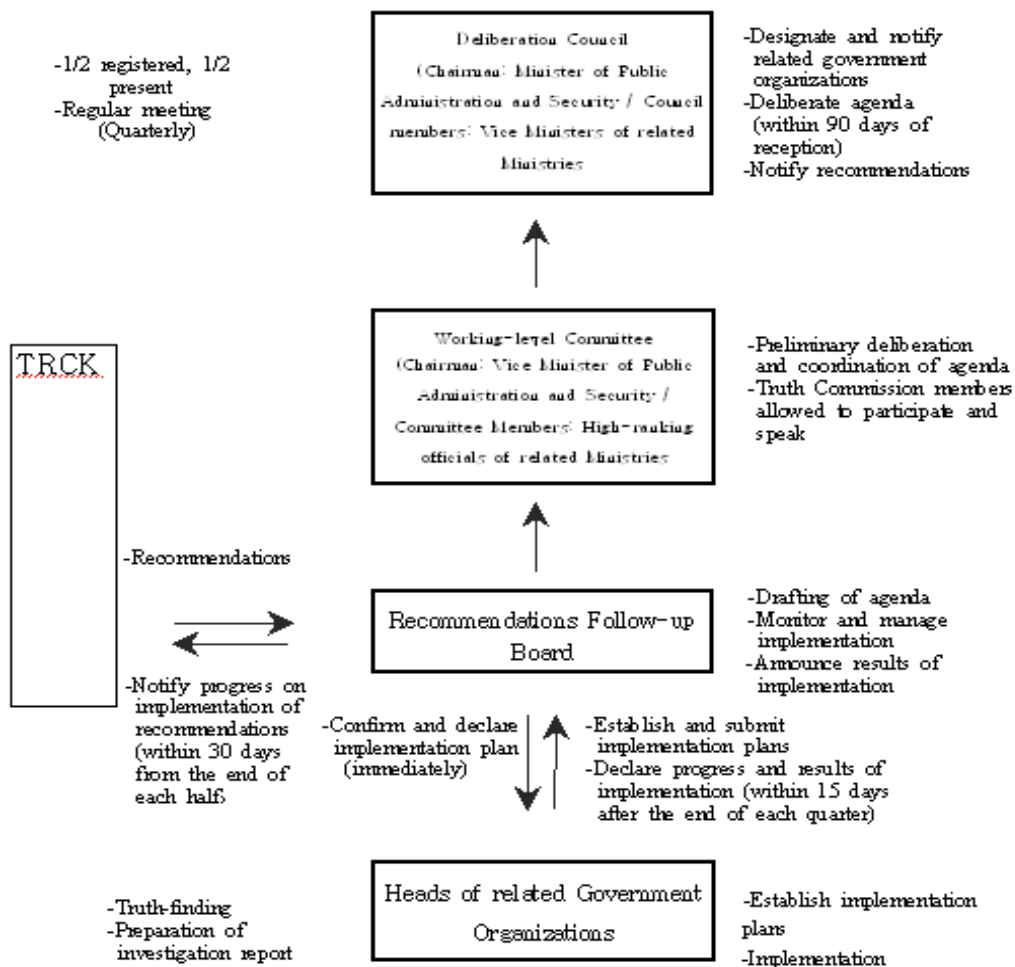 -1/2 registered, 1/2
present
-Regular meeting
(Quarterly)
Deliberation Council
(Chairman: Minister of Public
Administration and Security / Council
members: Vice Ministers of related
Ministries
-Designate and notify
related government
organizations
-Deliberate agenda
(within 90 days of
reception)
-Notify recommendations
Working-level Committee
(Chairman: Vice Minister of Public
Administration and Security /
Committee Members: High-ranking
officials of related Ministries
-Preliminary deliberation
and coordination of agenda
-Truth Commission members
allowed to participate and
speak
TRCK
-Recommendations
Recommendations Follow-up
Board
-Drafting of agenda
-Monitor and manage
implementation
-Announce results of
implementation
-Notify progress on
implementation of
recommendations
(within 30 days
from the end of
each half)
-Confirm and declare
implementation plan
(immediately)
-Establish and submit
implementation plans
-Declare progress and results of
implementation (within 15 days
after the end of each quarter)
-Truth-finding
-Preparation of
investigation report
Heads of related Government
Organizations
-Establish implementation
plans
-Implementation